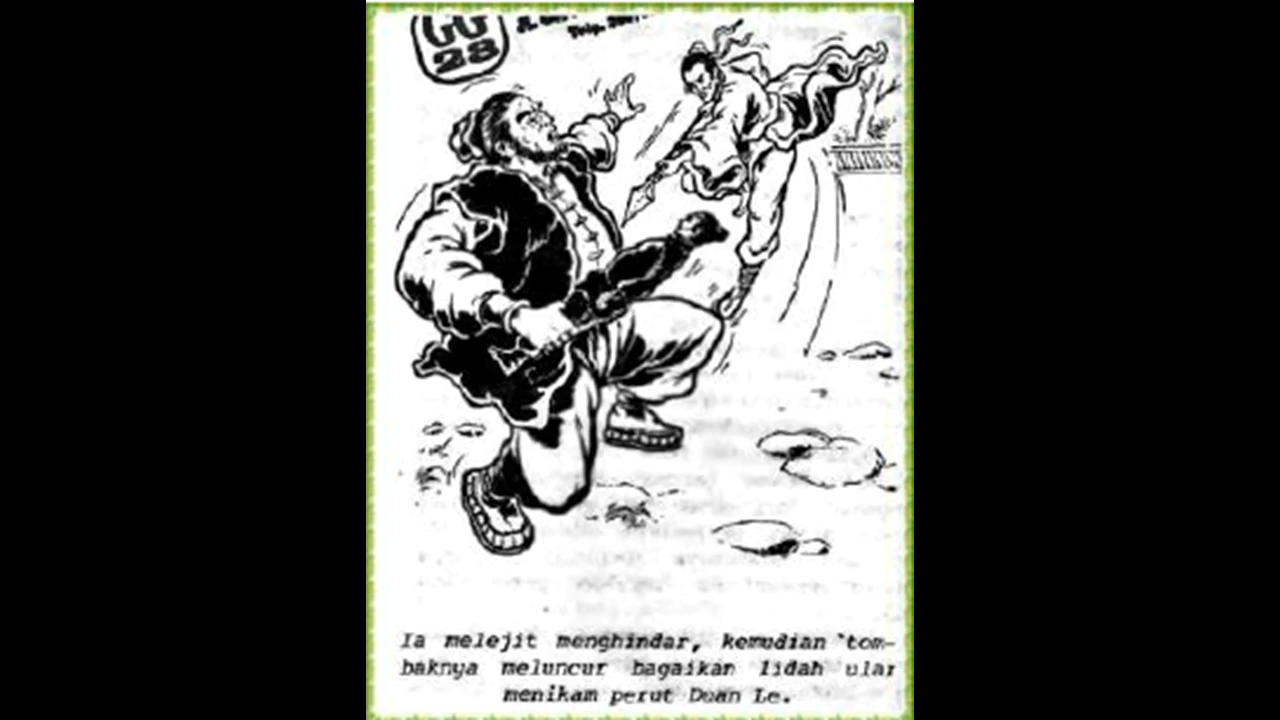 28
Ia melejit menghindar, kemudian tom-
baknya meluncur bagaikan lidah ular
menikam perut Duan Le.